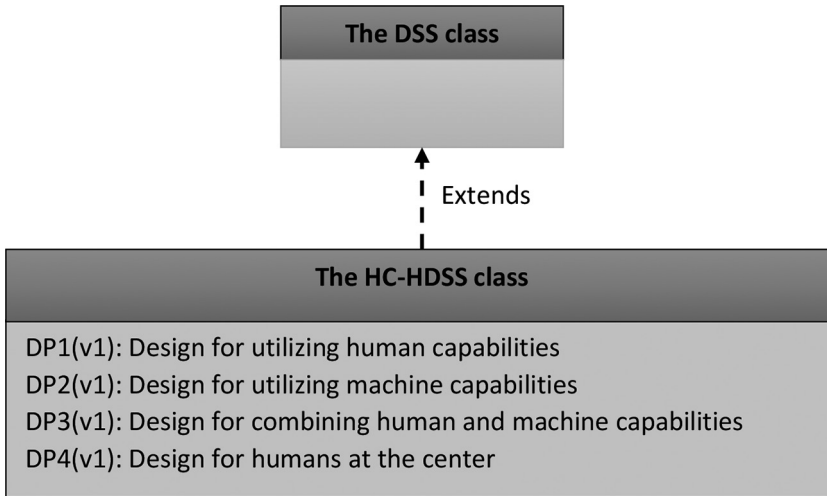 The DSS class
Extends
The HC-HDSS class
DP1(v1): Design for utilizing human capabilities
DP2(v1): Design for utilizing machine capabilities
DP3(v1): Design for combining human and machine capabilities
DP4(v1): Design for humans at the center